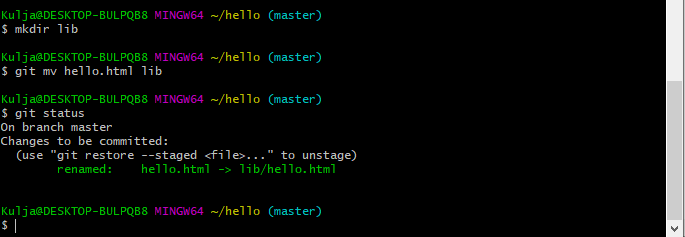 Kulja@DESKTOP-BULPQB8 MINGW64 ~/hello (master)
$ mkdir lib
Kulja@DESKTOP-BULPQB8 MINGW64 ~/hello (master)
$ git mv hello.html lib
Kulja@DESKTOP-BULPQB8 MINGW64 ~/hello (master)
$ git status
On branch master
Changes to be committed:
  (use "git restore --staged <file>..." to unstage)
        renamed:    hello.html -> lib/hello.html
Kulja@DESKTOP-BULPQB8 MINGW64 ~/hello (master)
$